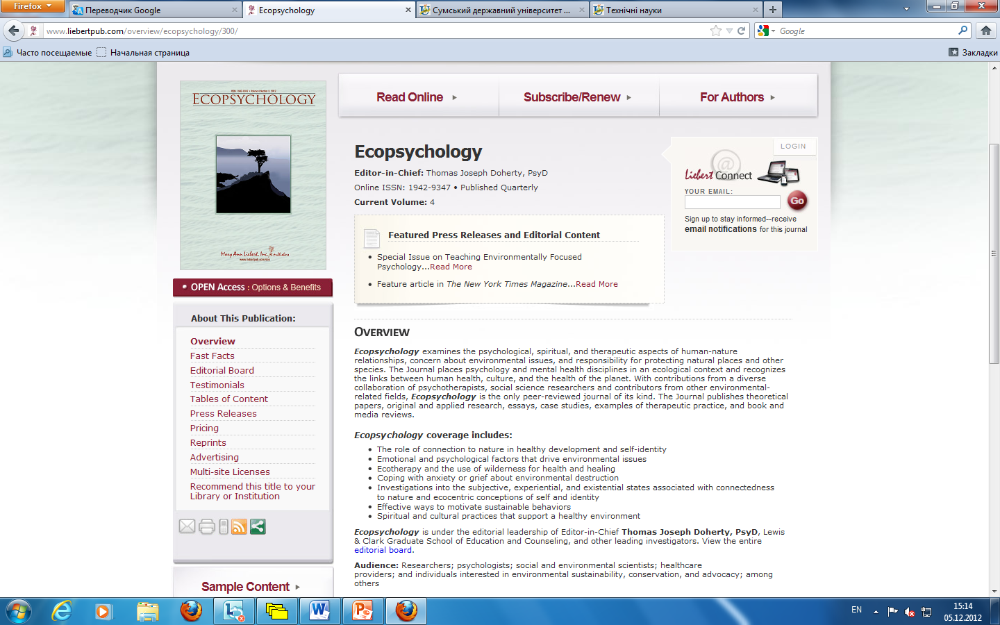 Firefox
Переводчик Google
Ecopsychology
Сумський державний університет ...
Технічні науки
www.liebertpub.com/overview/ecopsychology/300/
Google
Часто посещаемые
Начальная страница
Закладки
ECOPSYCHOLOGY
Mary Ann Liebert, Inc. publishers
Read Online
Subscribe/Renew
For Authors
Ecopsychology
Editor-in-Chief: Thomas Joseph Doherty, PsyD
Online ISSN: 1942-9347 • Published Quarterly
Current Volume: 4
LOGIN
@
Liebert Connect
YOUR EMAIL:
Go
Sign up to stay informed--receive
email notifications for this journal
Featured Press Releases and Editorial Content
• Special Issue on Teaching Environmentally Focused
Psychology...Read More
• Feature article in The New York Times Magazine...Read More
• OPEN Access : Options & Benefits
About This Publication:
Overview
Fast Facts
Editorial Board
Testimonials
Tables of Content
Press Releases
Pricing
Reprints
Advertising
Multi-site Licenses
Recommend this title to your
Library or Institution
Sample Content
OVERVIEW
Ecopsychology examines the psychological, spiritual, and therapeutic aspects of human-nature
relationships, concern about environmental issues, and responsibility for protecting natural places and other
species. The Journal places psychology and mental health disciplines in an ecological context and recognizes
the links between human health, culture, and the health of the planet. With contributions from a diverse
collaboration of psychotherapists, social science researchers and contributors from other environmental-
related fields, Ecopsychology is the only peer-reviewed journal of its kind. The Journal publishes theoretical
papers, original and applied research, essays, case studies, examples of therapeutic practice, and book and
media reviews.
Ecopsychology coverage includes:
• The role of connection to nature in healthy development and self-identity
• Emotional and psychological factors that drive environmental issues
• Ecotherapy and the use of wilderness for health and healing
• Coping with anxiety or grief about environmental destruction
• Investigations into the subjective, experiential, and existential states associated with connectedness
to nature and ecocentric conceptions of self and identity
• Effective ways to motivate sustainable behaviors
• Spiritual and cultural practices that support a healthy environment
Ecopsychology is under the editorial leadership of Editor-in-Chief Thomas Joseph Doherty, PsyD, Lewis
& Clark Graduate School of Education and Counseling, and other leading investigators. View the entire
editorial board.
Audience: Researchers; psychologists; social and environmental scientists; healthcare
providers; and individuals interested in environmental sustainability, conservation, and advocacy; among
others
EN
15:14
05.12.2012